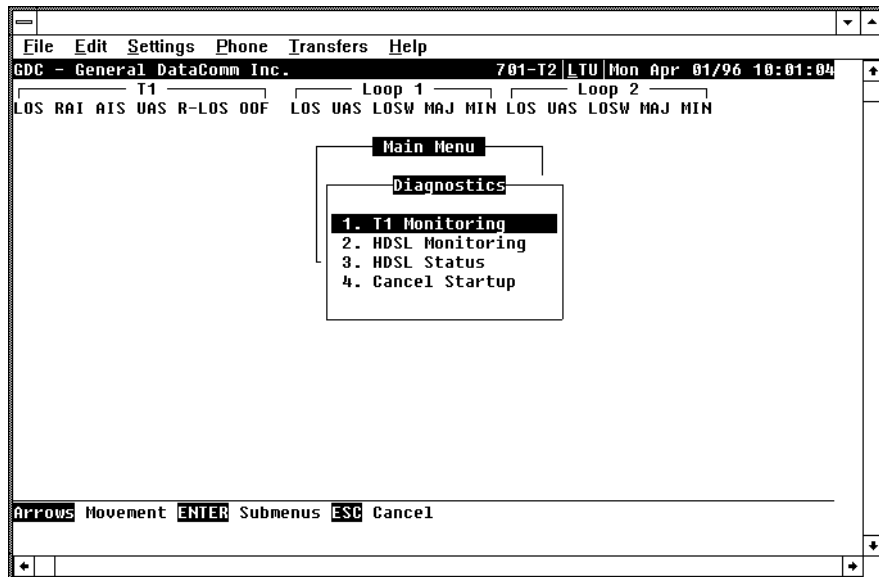 File Edit Settings Phone Transfers Help
GDC - General DataComm Inc. 701-T2|LTU|Mon Apr 01/96 10:01:04
T1 Loop 1 Loop 2
LOS RAI AIS UAS R-LOS OOF LOS UAS LOSW MAJ MIN LOS UAS LOSW MAJ MIN
Main Menu
Diagnostics
1. T1 Monitoring
2. HDSL Monitoring
3. HDSL Status
4. Cancel Startup
Arrows Movement ENTER Submenus ESC Cancel